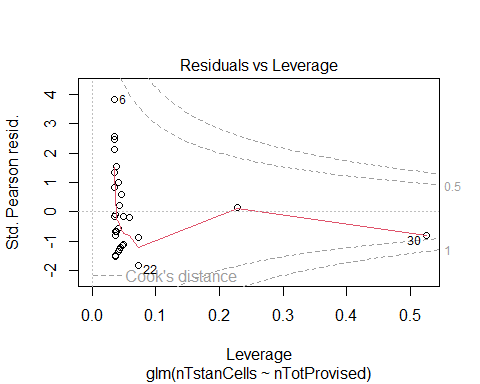 Residuals vs Leverage
Std. Pearson resid.
4
3
2
1
0
-1
-2
6
22
30
0.5
1
Cook's distance
0.0 0.1 0.2 0.3 0.4 0.5
Leverage
glm(nTstanCells ~ nTotProvised)